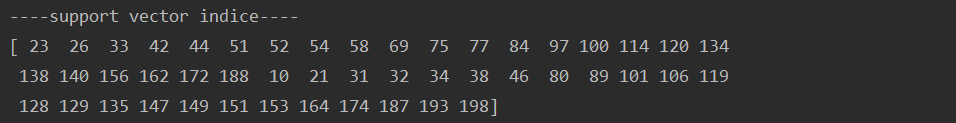 ----support vector indice----
[ 23  26  33  42  44  51  52  54  58  69  75  77  84  97 100 114 120 134
 138 140 156 162 172 188  10  21  31  32  34  38  46  80  89 101 106 119
 128 129 135 147 149 151 153 164 174 187 193 198]